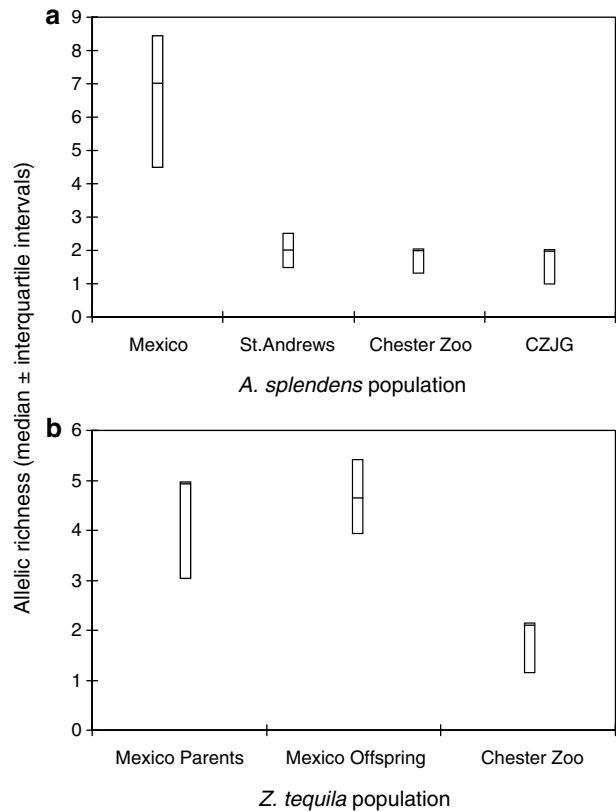 a
9
8
7
6
5
4
3
2
1
0
Mexico St.Andrews Chester Zoo CZJG
A. splendens population
Allelic richness (median ± interquartile intervals)
b
6
5
4
3
2
1
0
Mexico Parents Mexico Offspring Chester Zoo
Z. tequila population